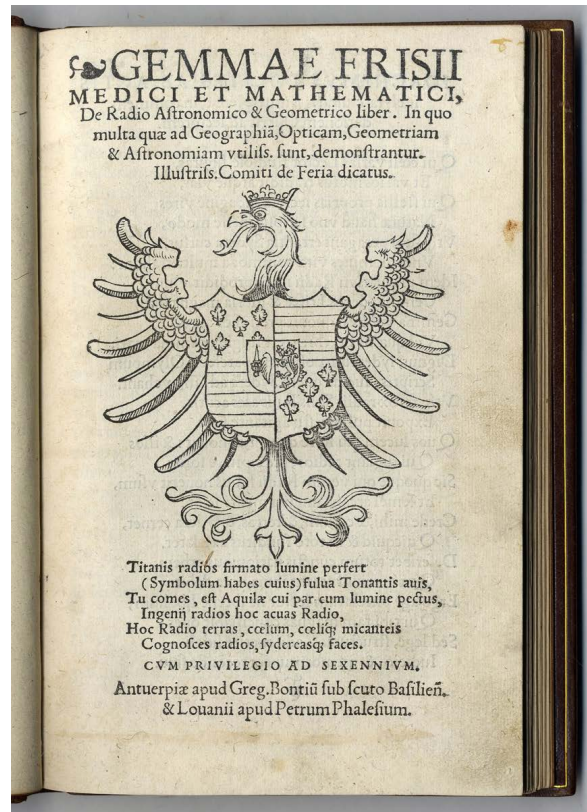 GEMMAE FRISII
MEDICI ET MATHEMATICI,
De Radio Astronomico & Geometrico liber. In quo
multa quæ ad Geographiã, Opticam, Geometriam
& Astronomiam vtiliss. sunt, demonstrantur.
Illustriss. Comiti de Feria dicatus.
Titanis radios firmato lumine perfert
(Symbolum habes cuius) fulua Tonantis auis,
Tu comes, est Aquilæ cui par cum lumine pectus,
Ingenij radios hoc acuas Radio,
Hoc Radio terras, cœlum, cœliq; micanteis
Cognosces radios, sydereasq; faces.
CVM PRIVILEGIO AD SEXENNIVM.
Antuerpiæ apud Greg. Bontiũ sub scuto Basilieñ.
& Louanii apud Petrum Phalesium.